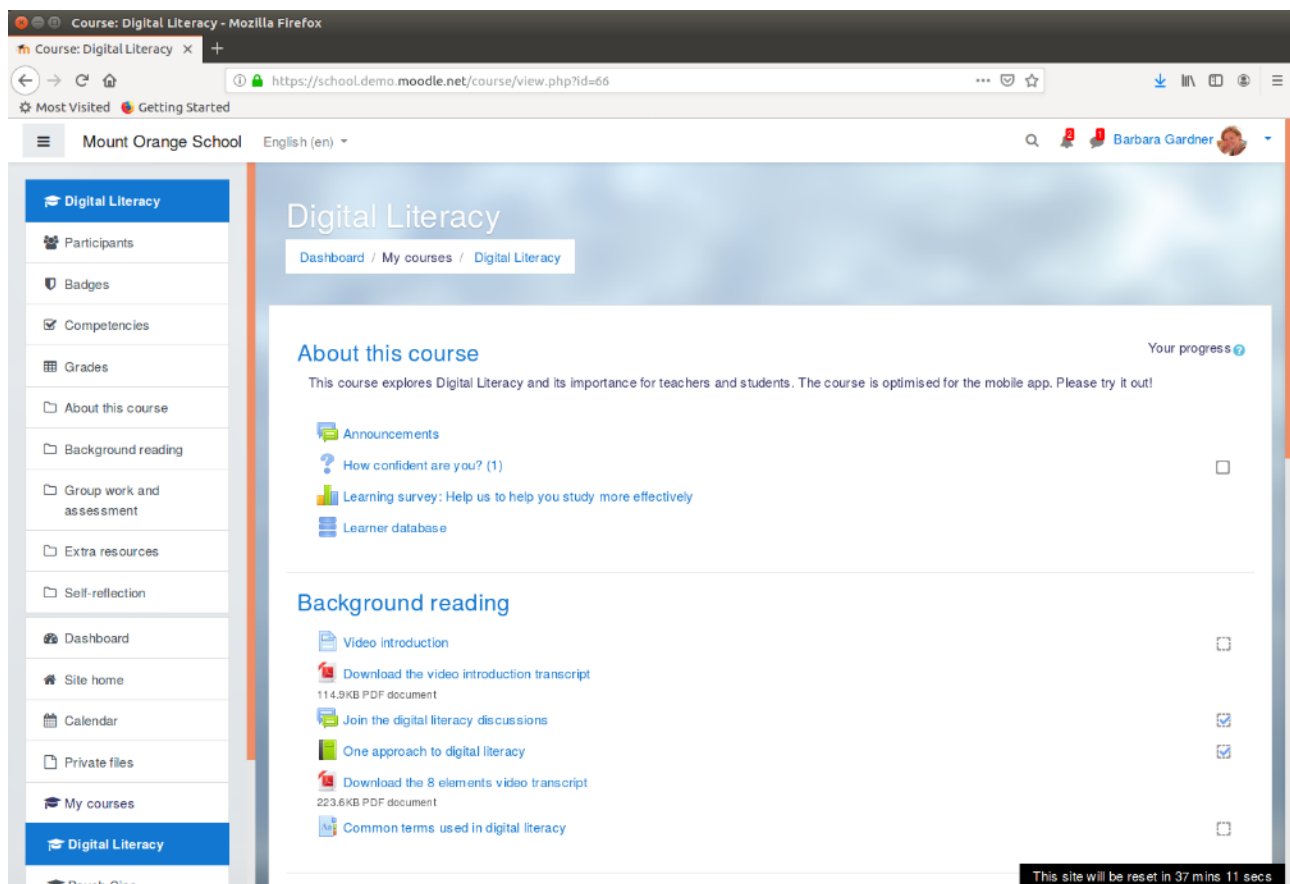 Course: Digital Literacy - Mozilla Firefox
Course: Digital Literacy
https://school.demo.moodle.net/course/view.php?id=66
Most Visited Getting Started
Mount Orange School English (en) 2 1 Barbara Gardner
Digital Literacy
Participants
Badges
Competencies
Grades
About this course
Background reading
Group work and
assessment
Extra resources
Self-reflection
Dashboard
Site home
Calendar
Private files
My courses
Digital Literacy
Digital Literacy
Dashboard / My courses / Digital Literacy
About this course
Your progress
This course explores Digital Literacy and its importance for teachers and students. The course is optimised for the mobile app. Please try it out!
Announcements
How confident are you? (1)
Learning survey: Help us to help you study more effectively
Learner database
Background reading
Video introduction
Download the video introduction transcript
114.9KB PDF document
Join the digital literacy discussions
One approach to digital literacy
Download the 8 elements video transcript
223.6KB PDF document
Common terms used in digital literacy
This site will be reset in 37 mins 11 secs